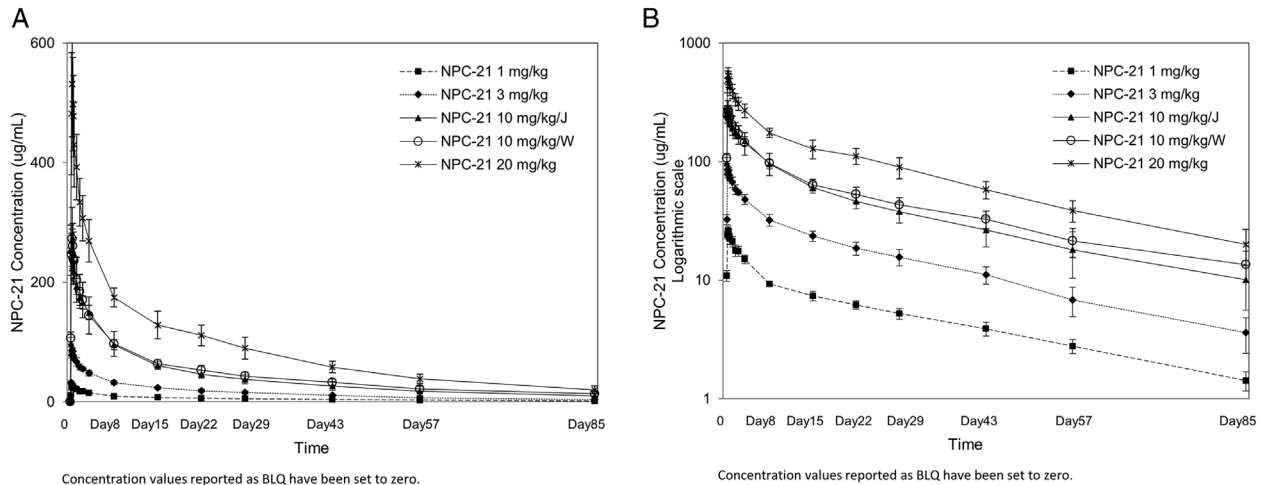 A
600
400
200
0
NPC-21 Concentration (ug/mL)
NPC-21 1 mg/kg
NPC-21 3 mg/kg
NPC-21 10 mg/kg/J
NPC-21 10 mg/kg/W
NPC-21 20 mg/kg
0 Day8 Day15 Day22 Day29 Day43 Day57 Day85
Time
Concentration values reported as BLQ have been set to zero.
B
1000
100
10
1
NPC-21 Concentration (ug/mL)
Logarithmic scale
NPC-21 1 mg/kg
NPC-21 3 mg/kg
NPC-21 10 mg/kg/J
NPC-21 10 mg/kg/W
NPC-21 20 mg/kg
0 Day8 Day15 Day22 Day29 Day43 Day57 Day85
Time
Concentration values reported as BLQ have been set to zero.